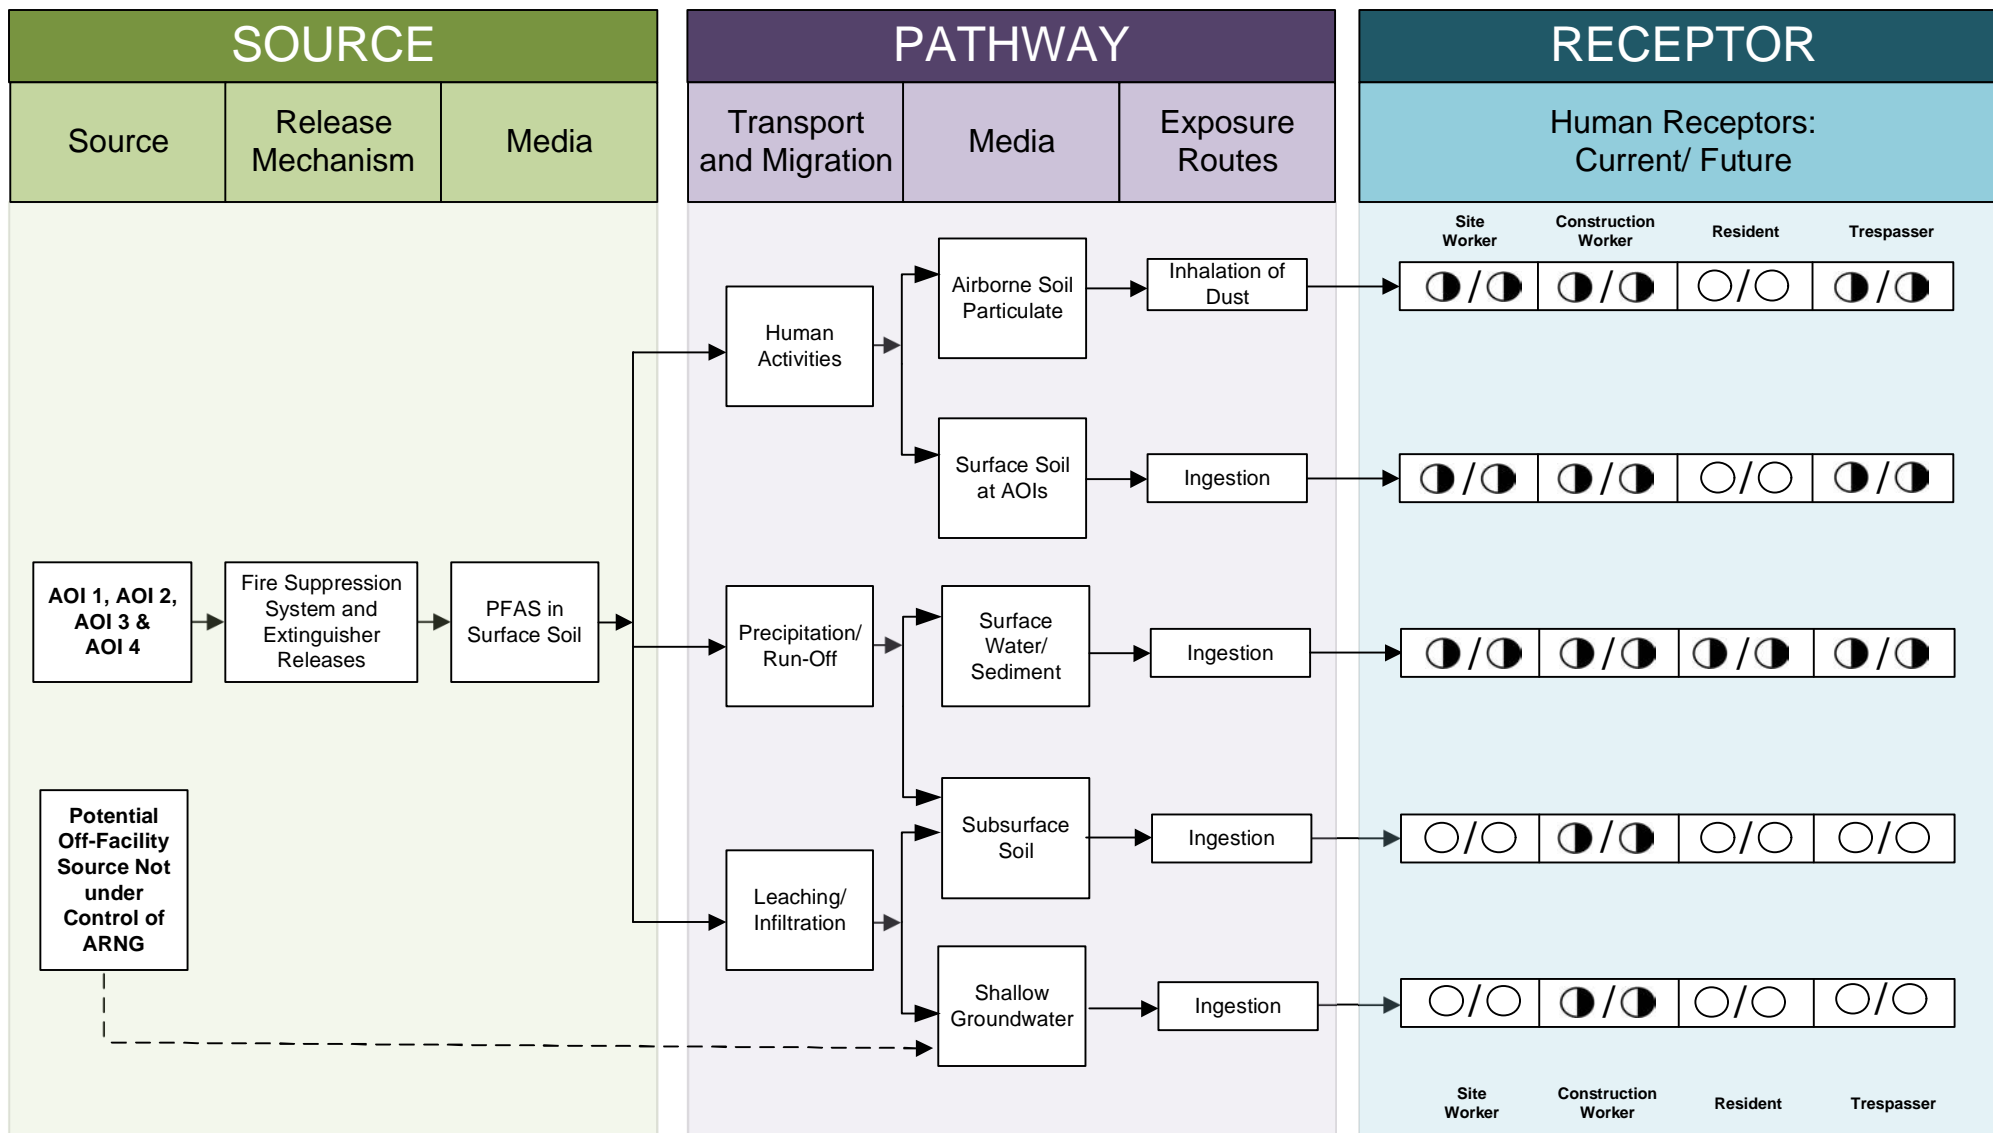 SOURCE
PATHWAY
RECEPTOR
Source
Release
Mechanism
Media
Transport
and Migration
Media
Exposure
Routes
Human Receptors:
Current/ Future
Site
Worker
Construction
Worker
Resident
Trespasser
Airborne Soil
Particulate
Inhalation of
Dust
/
/
/
/
Human
Activities
Surface Soil
at AOIs
Ingestion
/
/
/
/
AOI 1, AOI 2,
AOI 3 &
AOI 4
Fire Suppression
System and
Extinguisher
Releases
PFAS in
Surface Soil
Precipitation/
Run-Off
Surface
Water/
Sediment
Ingestion
/
/
/
/
Potential
Off-Facility
Source Not
under
Control of
ARNG
Subsurface
Soil
Ingestion
/
/
/
/
Leaching/
Infiltration
Shallow
Groundwater
Ingestion
/
/
/
/
Site
Worker
Construction
Worker
Resident
Trespasser